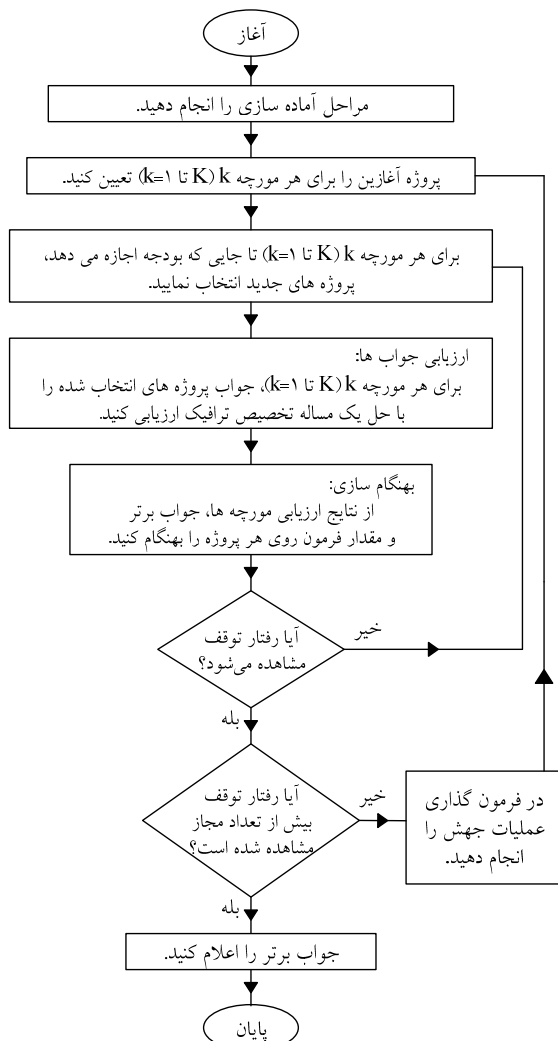 آغاز
مراحل آماده سازی را انجام دهید.
پروژه آغازین را برای هر مورچه k (K تا ۱=k) تعیین کنید.
برای هر مورچه k (K تا ۱=k) تا جایی که بودجه اجازه می دهد،
پروژه های جدید انتخاب نمایید.
ارزیابی جواب ها:
برای هر مورچه k (K تا ۱=k)، جواب پروژه های انتخاب شده را
با حل یک مساله تخصیص ترافیک ارزیابی کنید.
بهنگام سازی:
از نتایج ارزیابی مورچه ها، جواب برتر
و مقدار فرمون روی هر پروژه را بهنگام کنید.
آیا رفتار توقف
مشاهده می‌شود؟
خیر
بله
آیا رفتار توقف
بیش از تعداد مجاز
مشاهده شده است؟
خیر
در فرمون گذاری
عملیات جهش را
انجام دهید.
بله
جواب برتر را اعلام کنید.
پایان